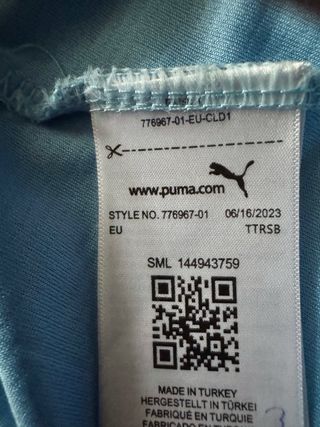 776967-01-EU-CLD1
www.puma.com
STYLE NO. 776967-01 06/16/2023
EU TTRSB
SML 144943759
MADE IN TURKEY
HERGESTELLT IN TÜRKEI
FABRIQUÉ EN TURQUIE